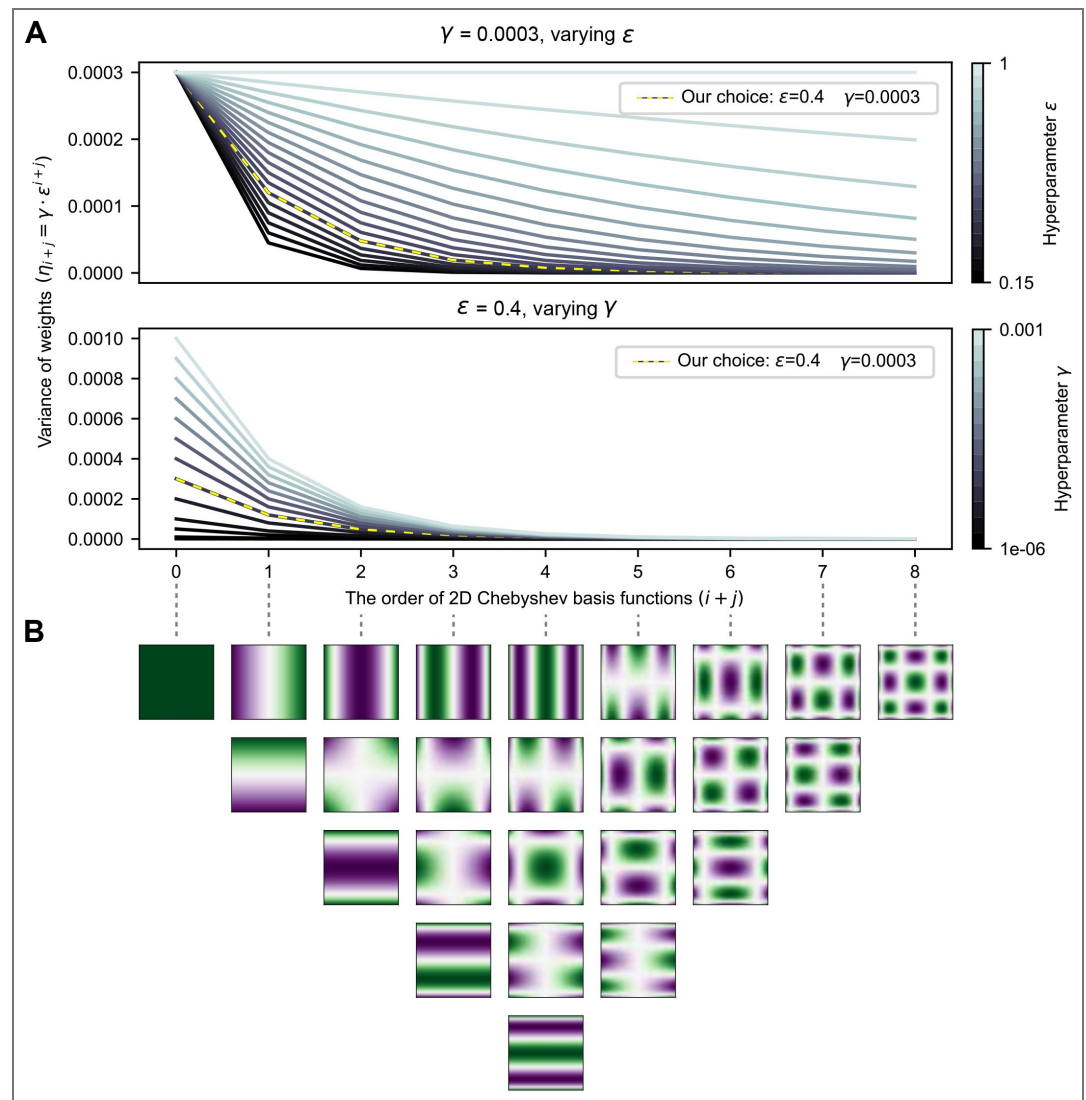 A
γ = 0.0003, varying ε
0.0003
0.0002
0.0001
0.0000
Our choice: ε=0.4 γ=0.0003
1
0.15
Hyperparameter ε
Variance of weights (η_{i+j} = γ · ε^{i+j})
ε = 0.4, varying γ
0.0010
0.0008
0.0006
0.0004
0.0002
0.0000
Our choice: ε=0.4 γ=0.0003
0.001
1e-06
Hyperparameter γ
0 1 2 3 4 5 6 7 8
The order of 2D Chebyshev basis functions (i + j)
B